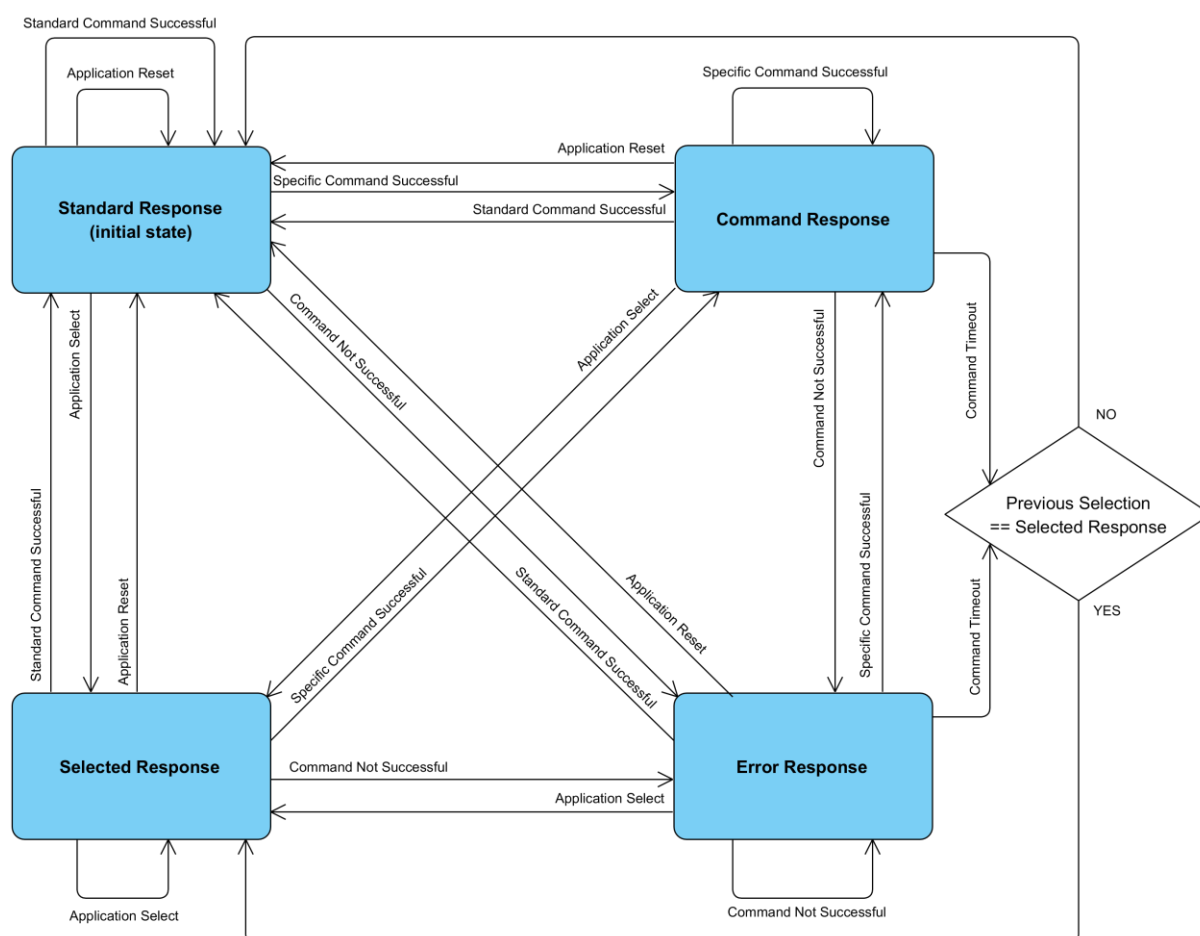 Standard Command Successful
Application Reset
Specific Command Successful
Application Reset
Specific Command Successful
Standard Command Successful
Standard Response
(initial state)
Command Response
Application Select
Command Not Successful
Application Select
Command Not Successful
Command Timeout
NO
Previous Selection
== Selected Response
YES
Standard Command Successful
Application Reset
Specific Command Successful
Standard Command Successful
Application Reset
Specific Command Successful
Command Timeout
Selected Response
Command Not Successful
Application Select
Error Response
Application Select
Command Not Successful